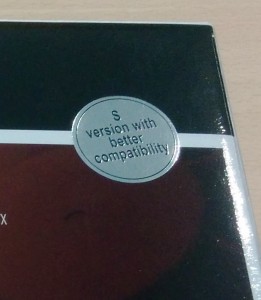 S
version with
better
compatibility
X